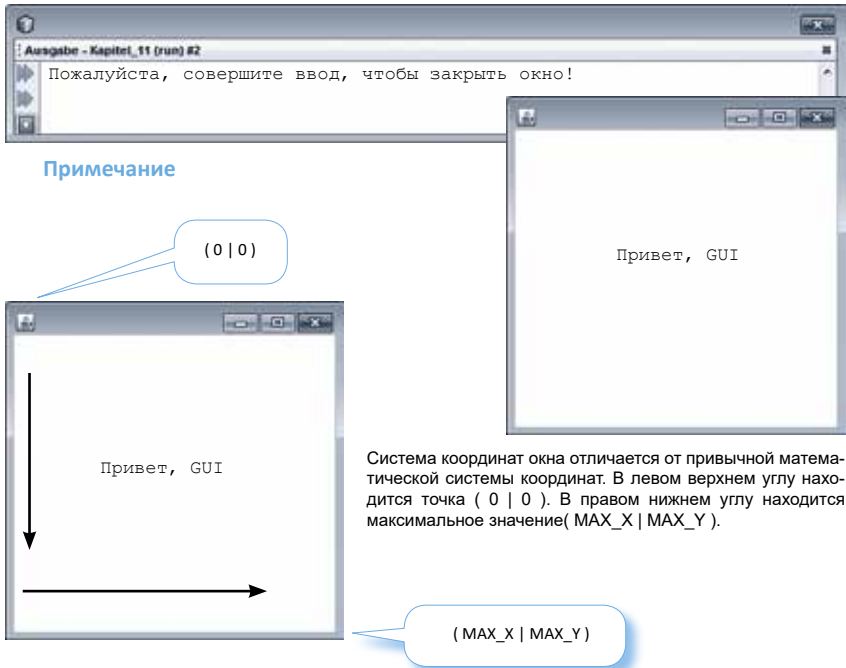 Ausgabe - Kapitel_11 (run) #2
Пожалуйста, совершите ввод, чтобы закрыть окно!
Примечание
( 0 | 0 )
Привет, GUI
Привет, GUI
Система коордıнат окна отличается от привычной матема-
тической системы координат. В левом верхнем углу нахо-
дится точка ( 0 | 0 ). В правом нижнем углу находится
максимальное значение( MAX_X | MAX_Y ).
( MAX_X | MAX_Y )